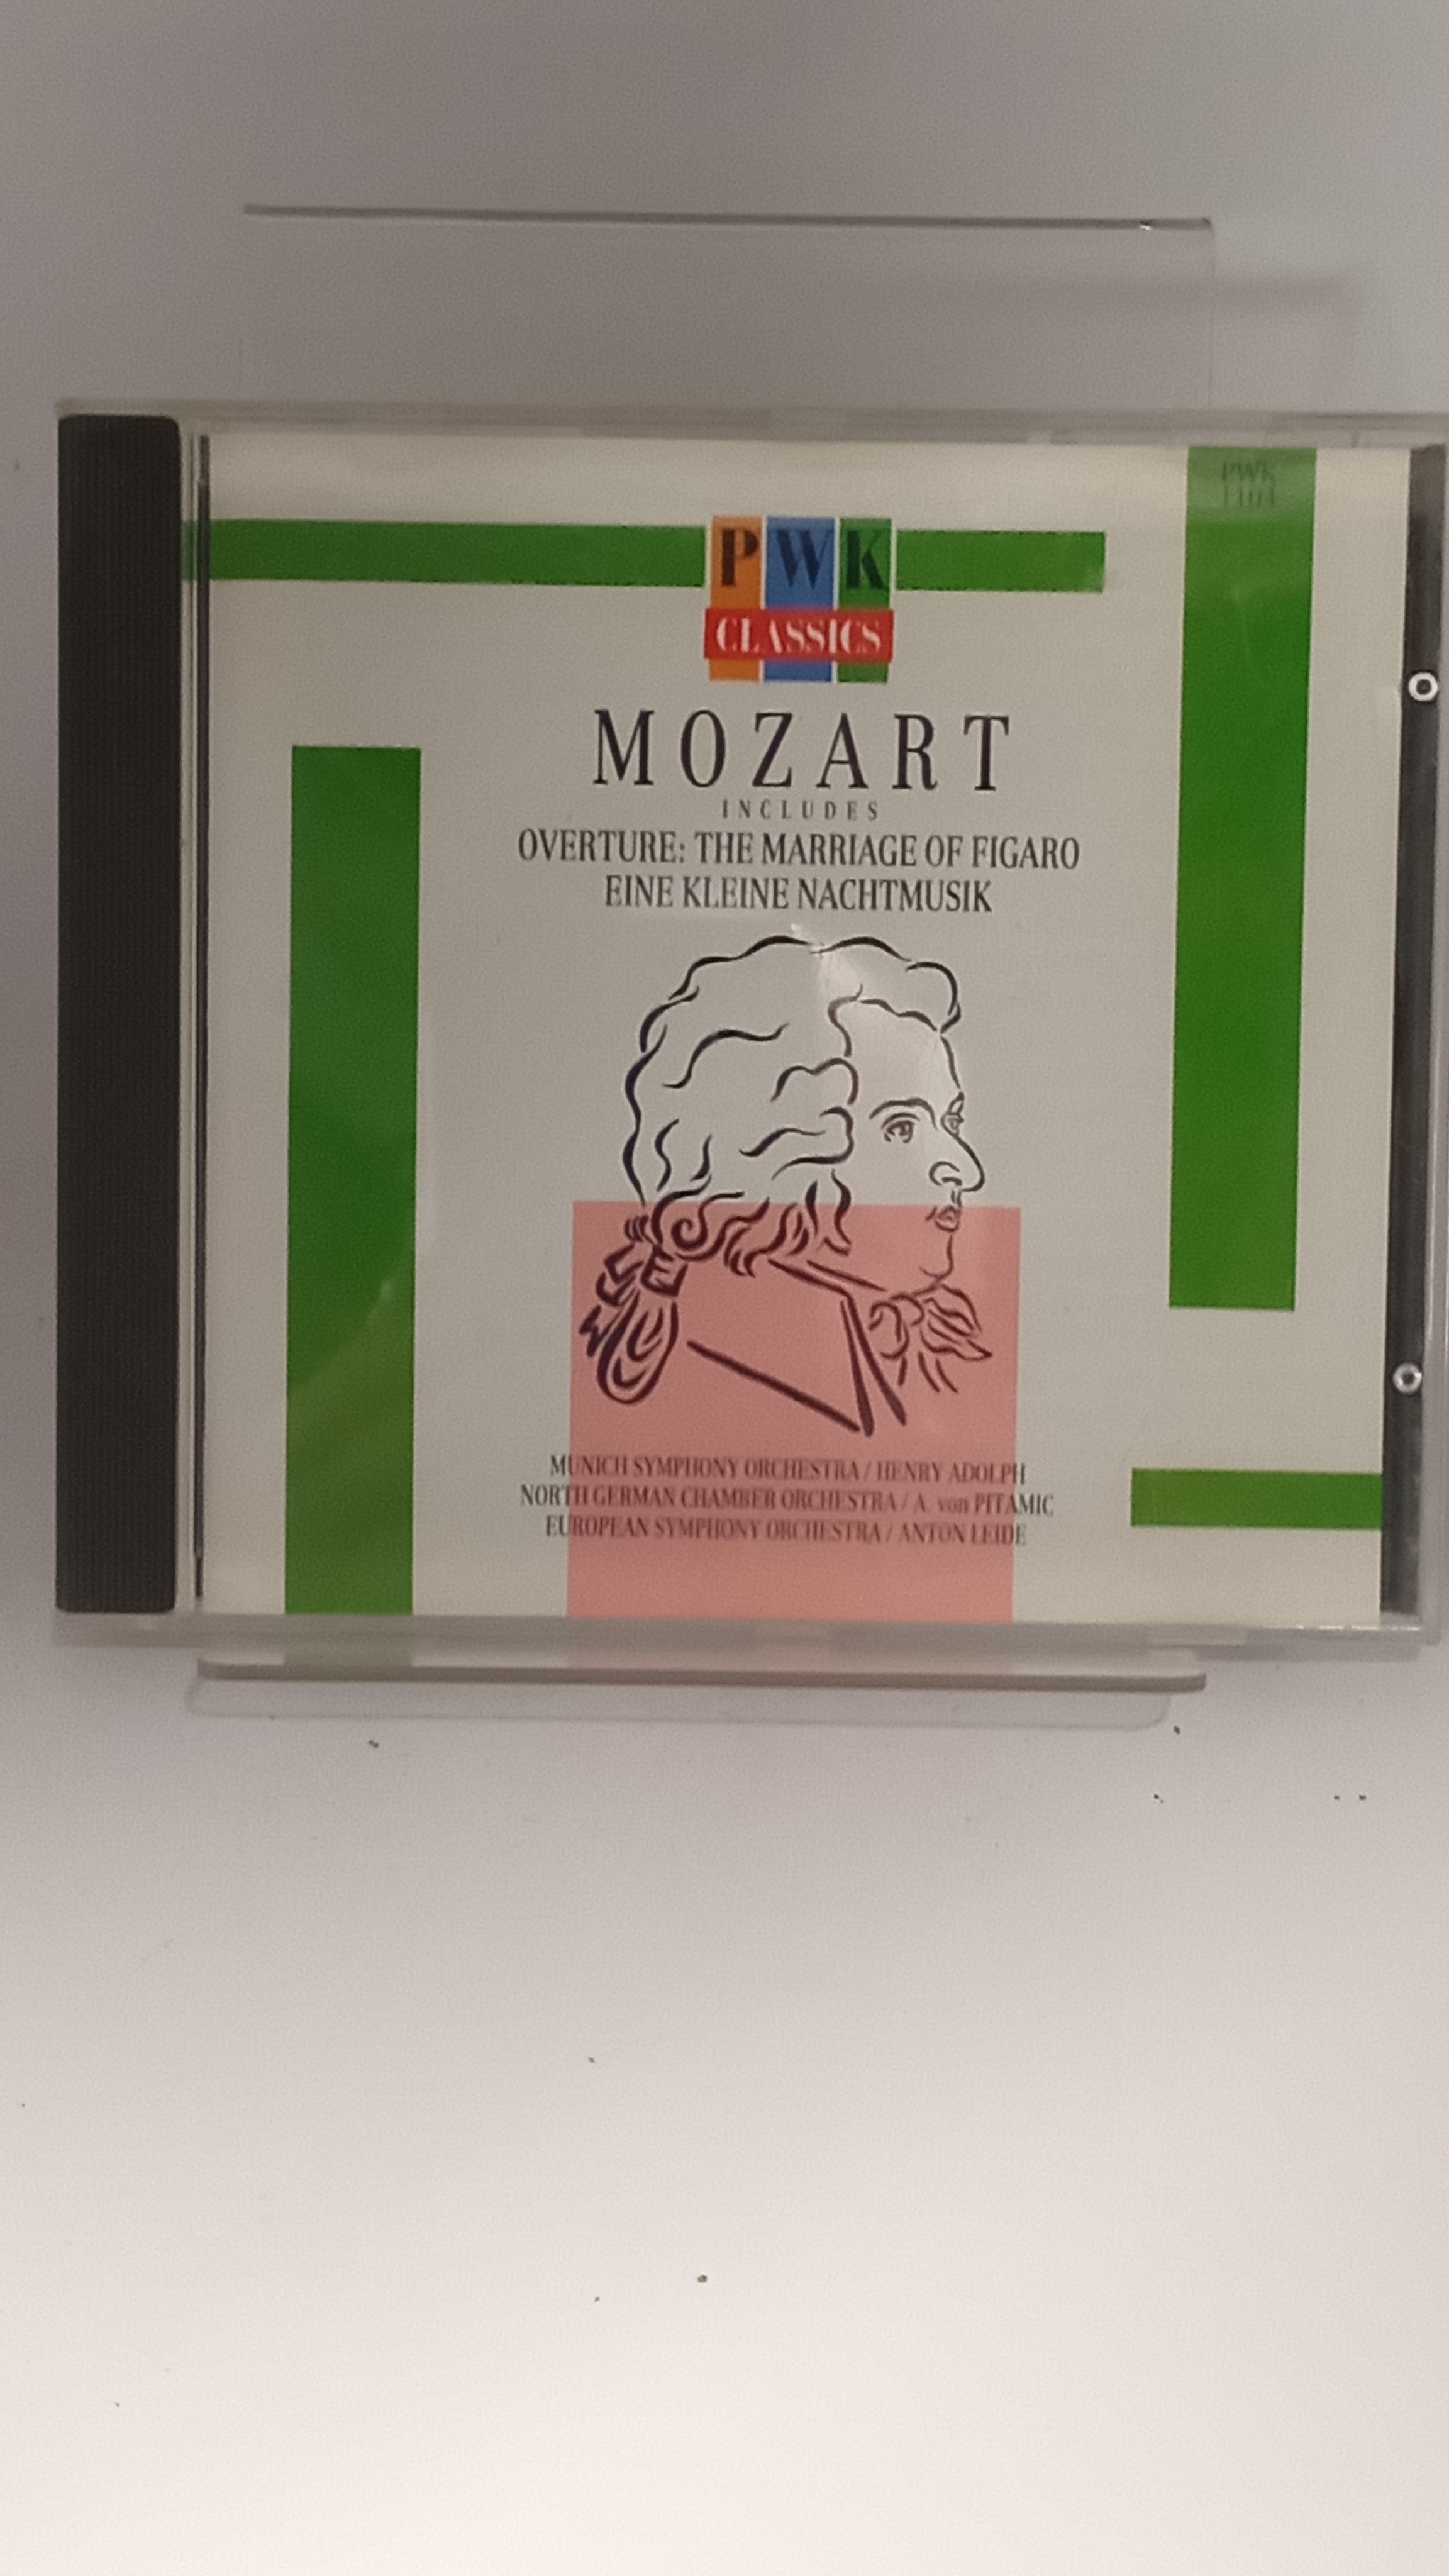 PWK
P W K
CLASSICS
MOZART
INCLUDES
OVERTURE: THE MARRIAGE OF FIGARO
EINE KLEINE NACHTMUSIK
MUNICH SYMPHONY ORCHESTRA / HENRY ADOLPH
NORTH GERMAN CHAMBER ORCHESTRA / A. von PITAMIC
EUROPEAN SYMPHONY ORCHESTRA / ANTON LEIDE